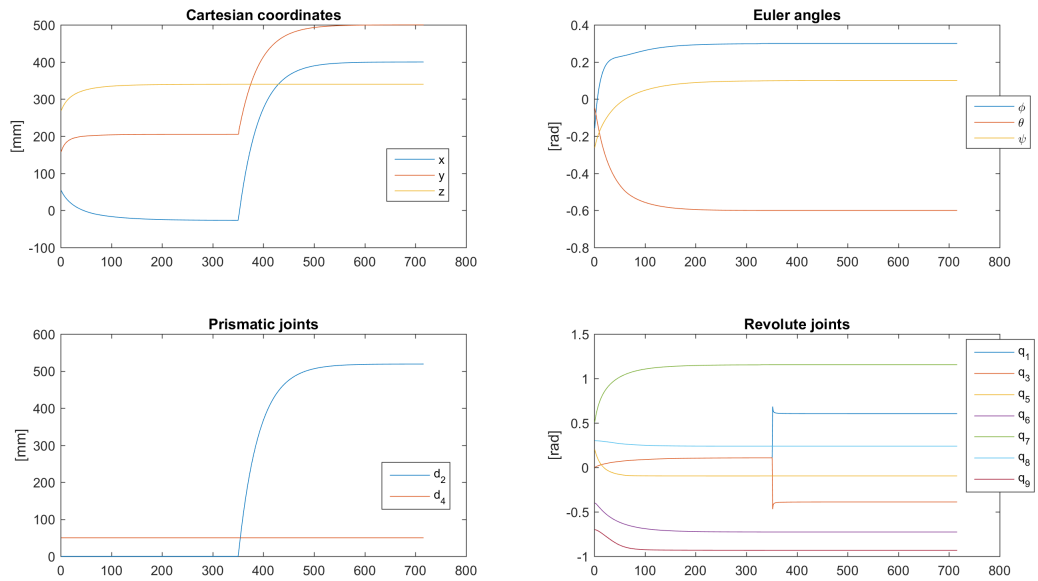 Cartesian coordinates
500
400
300
200
100
0
-100
[mm]
0 100 200 300 400 500 600 700 800
x
y
z
Euler angles
0.4
0.2
0
-0.2
-0.4
-0.6
-0.8
[rad]
0 100 200 300 400 500 600 700 800
ϕ
θ
ψ
Prismatic joints
600
500
400
300
200
100
0
[mm]
0 100 200 300 400 500 600 700 800
d2
d4
Revolute joints
1.5
1
0.5
0
-0.5
-1
[rad]
0 100 200 300 400 500 600 700 800
q1
q3
q5
q6
q7
q8
q9